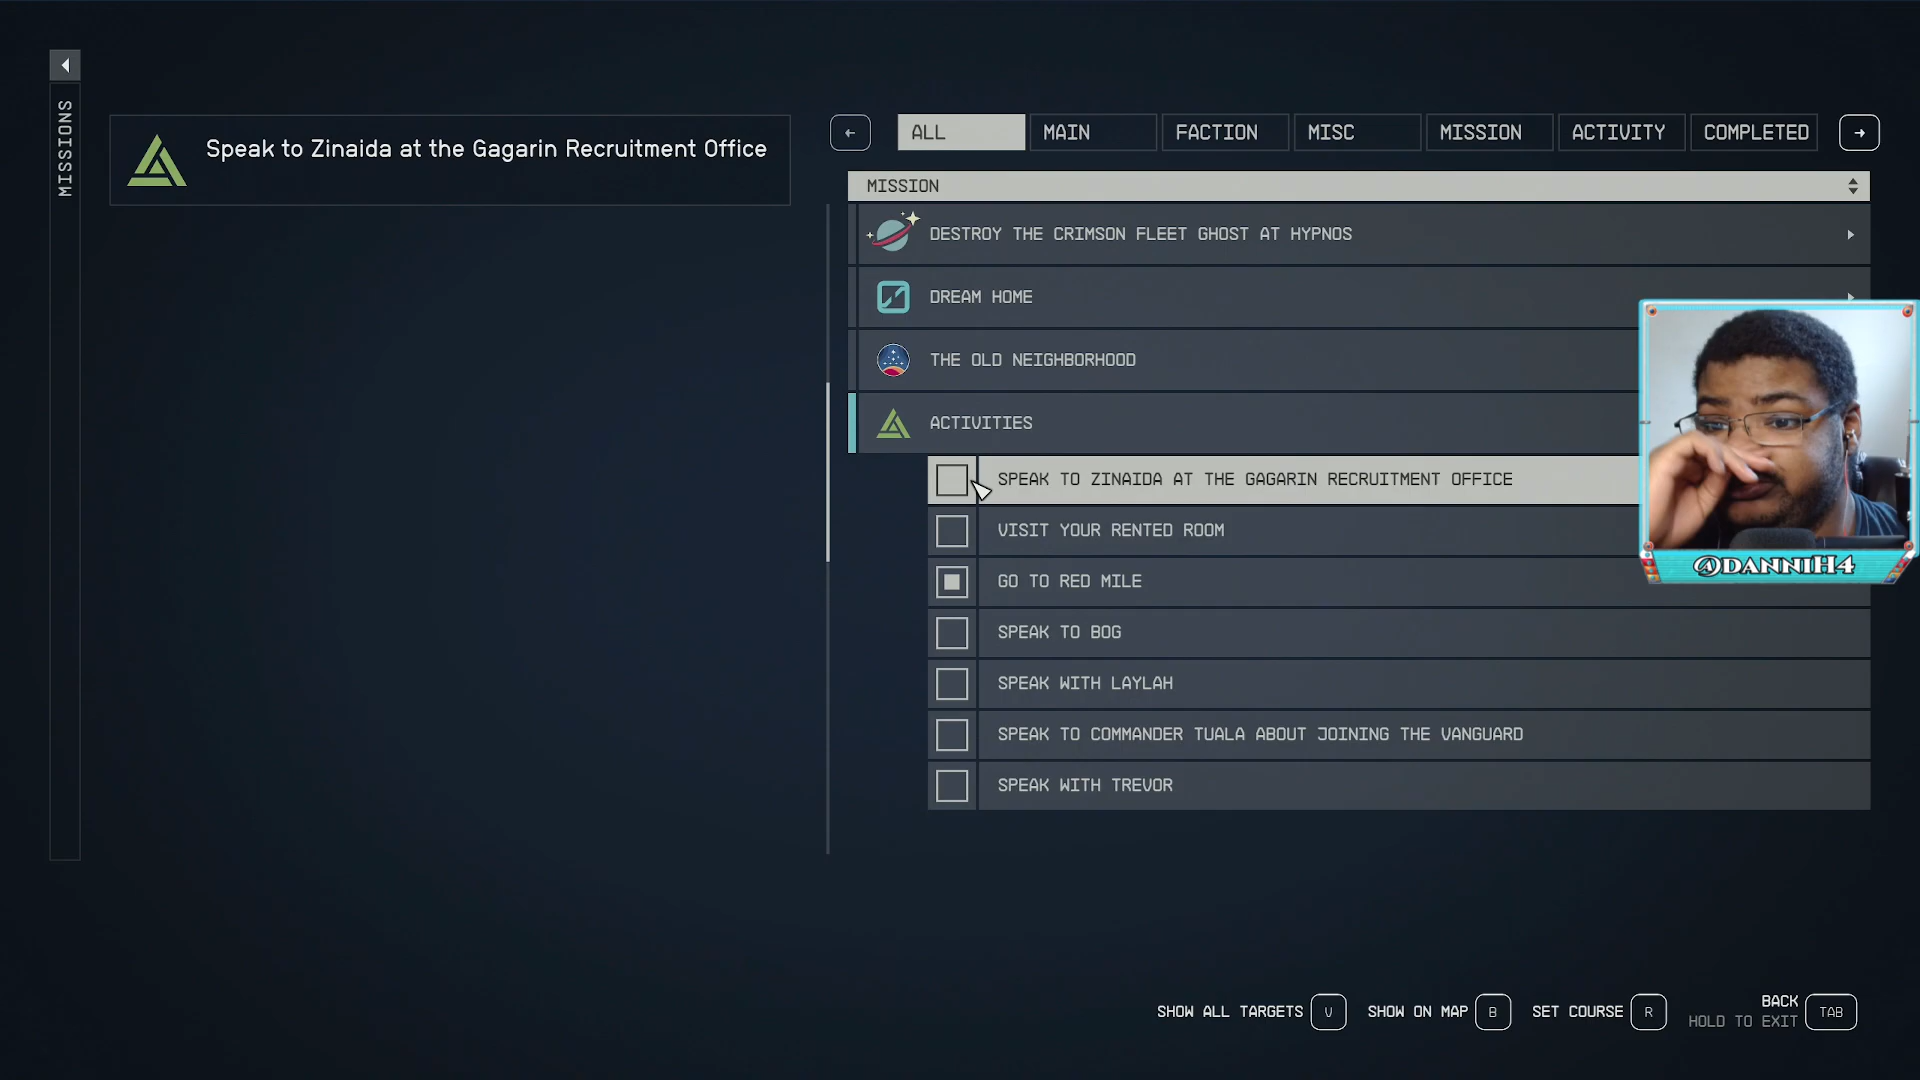 MISSIONS
Speak to Zinaida at the Gagarin Recruitment Office
ALL
MAIN
FACTION
MISC
MISSION
ACTIVITY
COMPLETED
MISSION
DESTROY THE CRIMSON FLEET GHOST AT HYPNOS
DREAM HOME
THE OLD NEIGHBORHOOD
ACTIVITIES
SPEAK TO ZINAIDA AT THE GAGARIN RECRUITMENT OFFICE
VISIT YOUR RENTED ROOM
GO TO RED MILE
SPEAK TO BOG
SPEAK WITH LAYLAH
SPEAK TO COMMANDER TUALA ABOUT JOINING THE VANGUARD
SPEAK WITH TREVOR
@DANNIH4
SHOW ALL TARGETS V
SHOW ON MAP B
SET COURSE R
BACK
HOLD TO EXIT
TAB